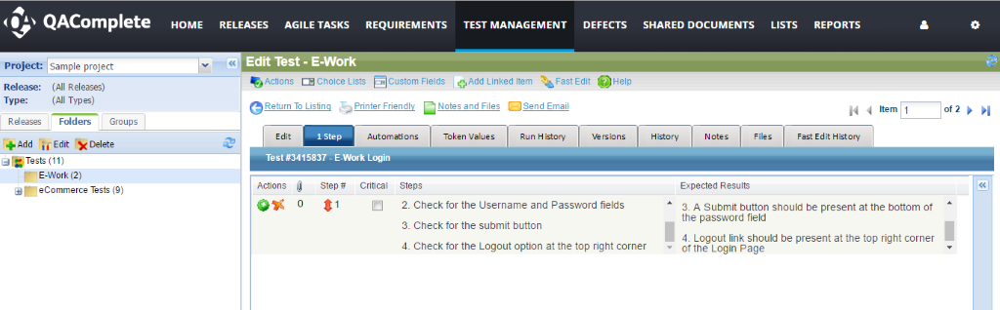 QAComplete HOME RELEASES AGILE TASKS REQUIREMENTS TEST MANAGEMENT DEFECTS SHARED DOCUMENTS LISTS REPORTS
Project: Sample project
Release: (All Releases)
Type: (All Types)
Releases Folders Groups
Add Edit Delete
Tests (11)
E-Work (2)
eCommerce Tests (9)
Edit Test - E-Work
Actions Choice Lists Custom Fields Add Linked Item Fast Edit Help
Return To Listing Printer Friendly Notes and Files Send Email Item 1 of 2
Edit 1 Step Automations Token Values Run History Versions History Notes Files Fast Edit History
Test #3415837 - E-Work Login
Actions Step # Critical Steps Expected Results
0 1
2. Check for the Username and Password fields
3. Check for the submit button
4. Check for the Logout option at the top right corner
3. A Submit button should be present at the bottom of
the password field
4. Logout link should be present at the top right corner
of the Login Page